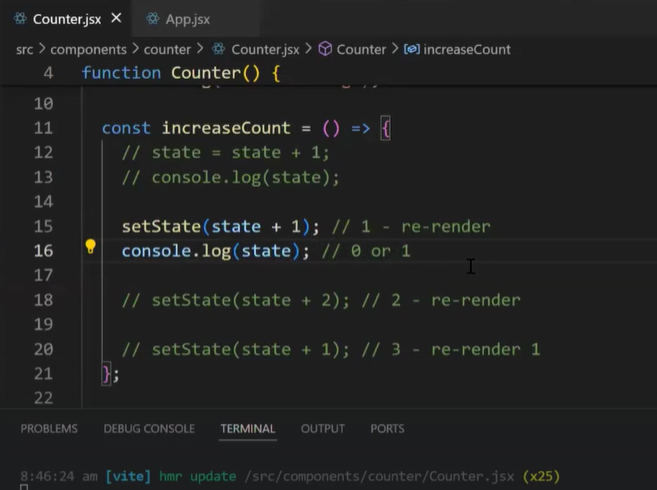 Counter.jsx × App.jsx
src > components > counter > Counter.jsx > Counter > increaseCount
4 function Counter() {
10
11 const increaseCount = () => {
12 // state = state + 1;
13 // console.log(state);
14
15 setState(state + 1); // 1 - re-render
16 console.log(state); // 0 or 1
17
18 // setState(state + 2); // 2 - re-render
19
20 // setState(state + 1); // 3 - re-render 1
21 };
22
PROBLEMS DEBUG CONSOLE TERMINAL OUTPUT PORTS
8:46:24 am [vite] hmr update /src/components/counter/Counter.jsx (x25)